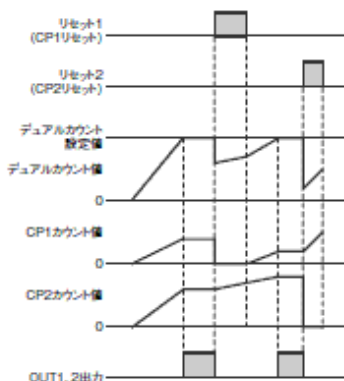 リセット1
(CP1リセット)
リセット2
(CP2リセット)
デュアルカウント
設定値
デュアルカウント値
0
CP1カウント値
0
CP2カウント値
0
OUT1, 2出力